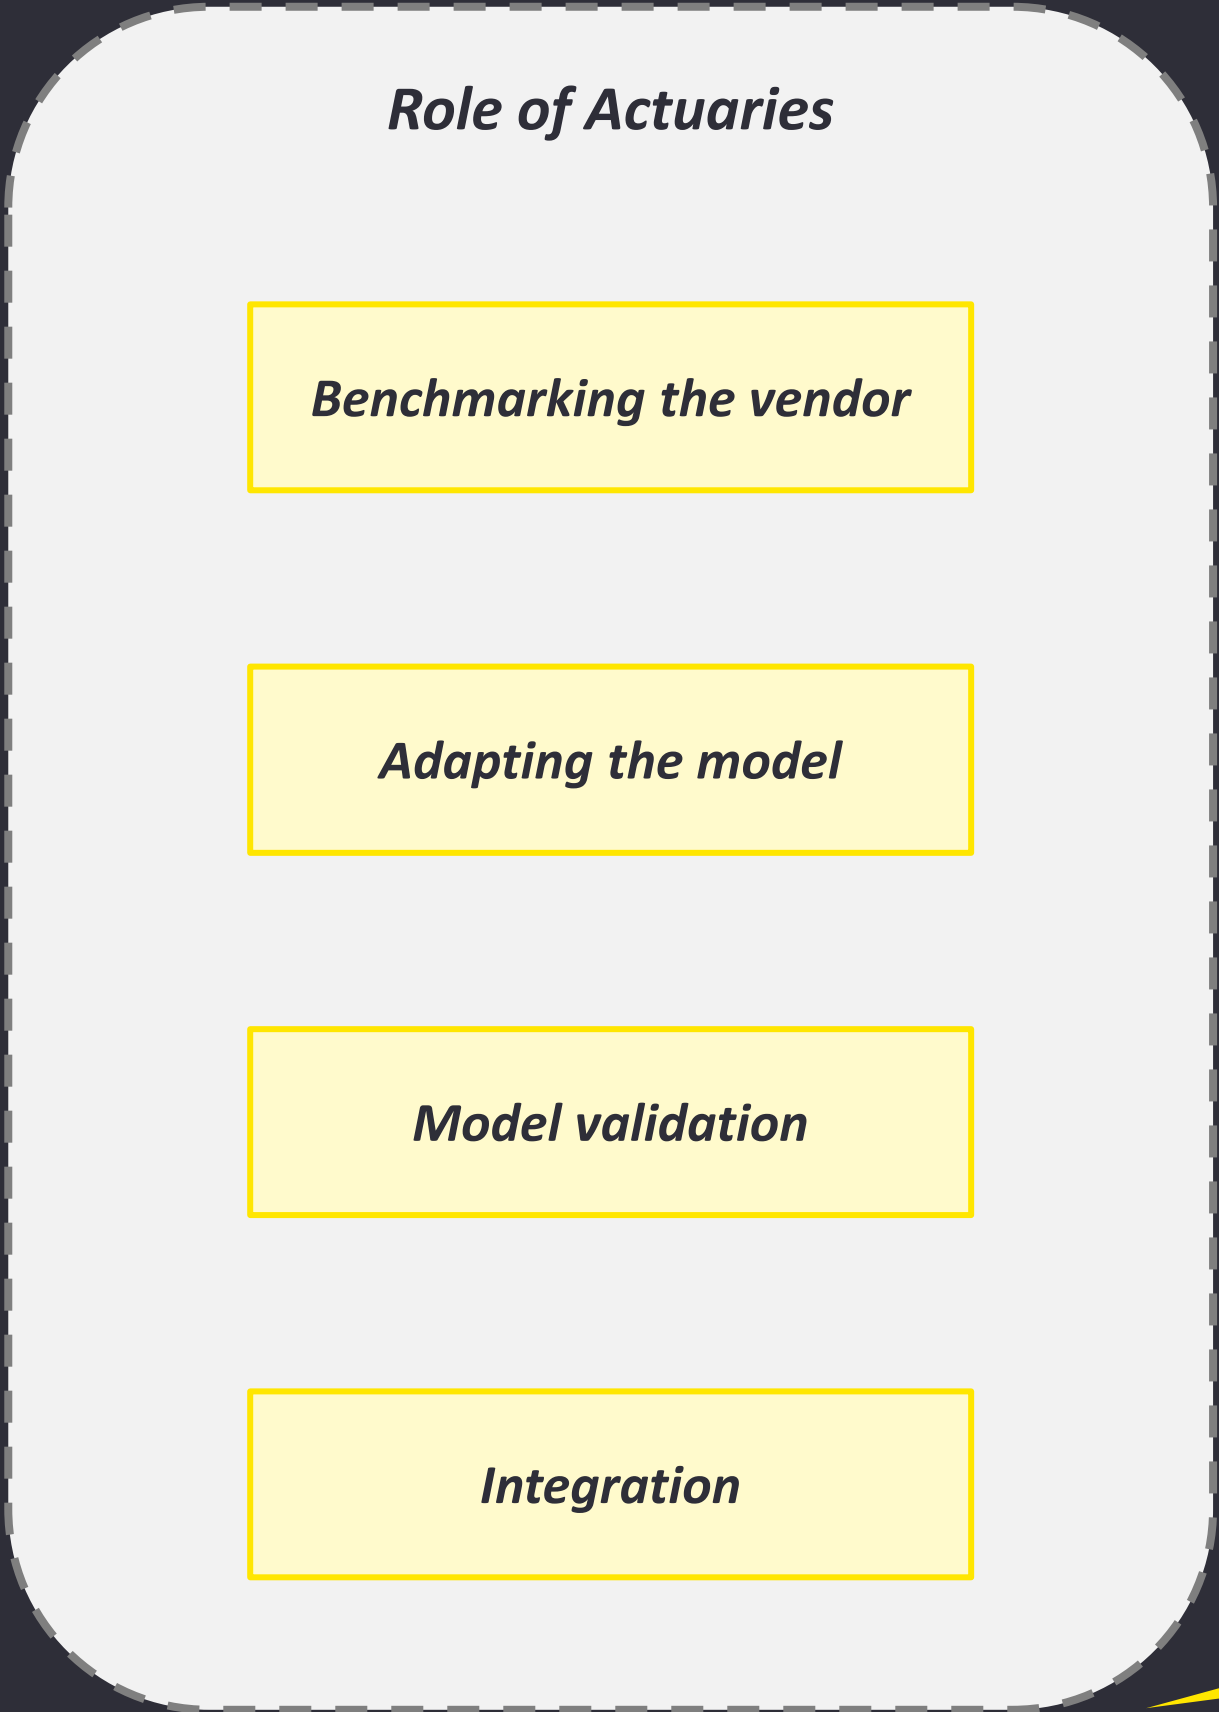 Role of Actuaries
Benchmarking the vendor
Adapting the model
Model validation
Integration